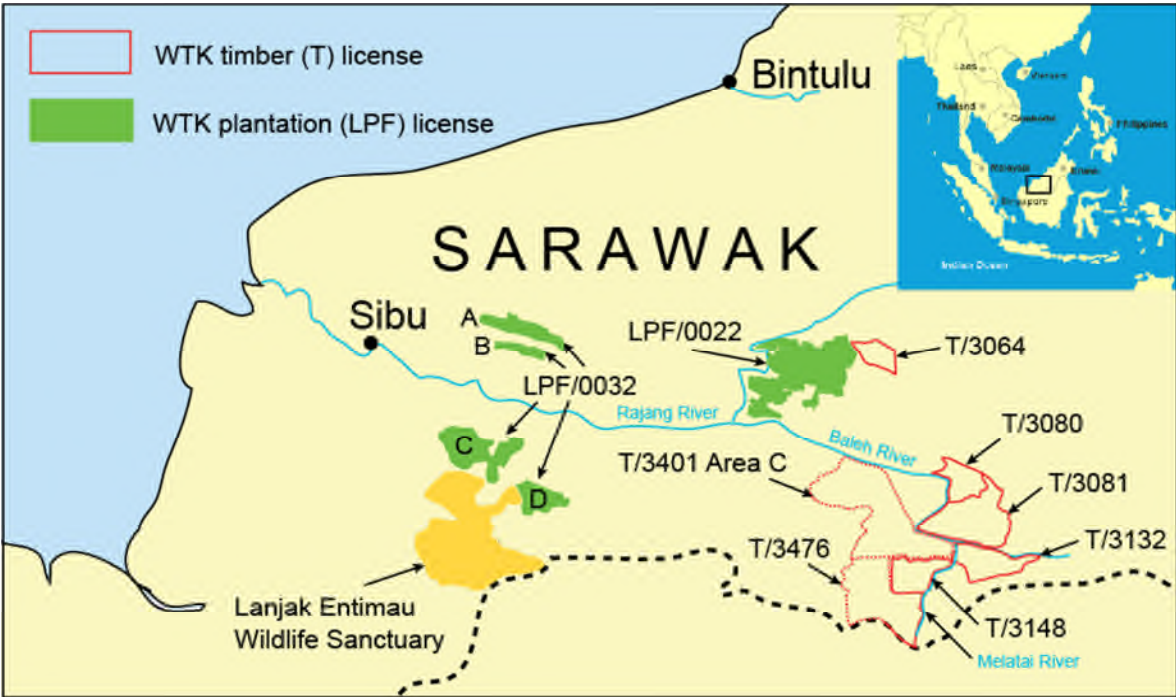 WTK timber (T) license
WTK plantation (LPF) license
Bintulu
Laos
Vietnam
Thailand
Cambodia
Philippines
Malaysia
Brunei
Singapore
Indian Ocean
SARAWAK
Sibu
A
B
LPF/0032
LPF/0022
T/3064
Rajang River
Baleh River
T/3080
C
T/3401 Area C
T/3081
D
T/3476
T/3132
Lanjak Entimau
Wildlife Sanctuary
T/3148
Melatai River